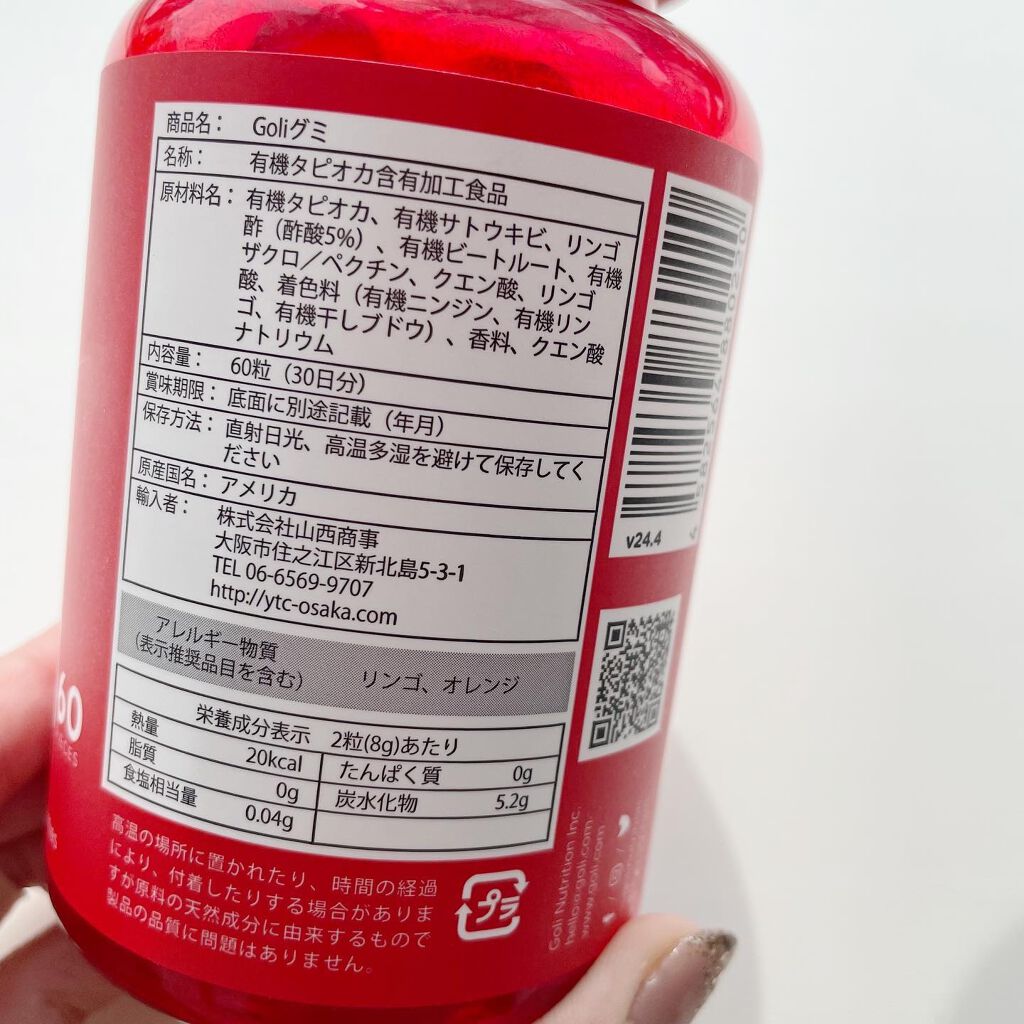 商品名： Goliグミ
名称： 有機タピオカ含有加工食品
原材料名： 有機タピオカ、有機サトウキビ、リンゴ
酢（酢酸5%）、有機ビートルート、有機
ザクロ／ペクチン、クエン酸、リンゴ
酸、着色料（有機ニンジン、有機リン
ゴ、有機干しブドウ）、香料、クエン酸
ナトリウム
内容量： 60粒（30日分）
賞味期限： 底面に別途記載（年月）
保存方法： 直射日光、高温多湿を避けて保存してく
ださい
原産国名： アメリカ
輸入者： 株式会社山西商事
大阪市住之江区新北島5-3-1
TEL 06-6569-9707
http://ytc-osaka.com
アレルギー物質
（表示推奨品目を含む） リンゴ、オレンジ
栄養成分表示 2粒(8g)あたり
熱量 20kcal たんぱく質 0g
脂質 0g 炭水化物 5.2g
食塩相当量 0.04g
高温の場所に置かれたり、時間の経過
により、付着したりする場合がありま
すが原料の天然成分に由来するもので
製品の品質に問題はありません。
プラ
v24.4
60
Goli Nutrition Inc.
hello@goli.com
www.goli.com